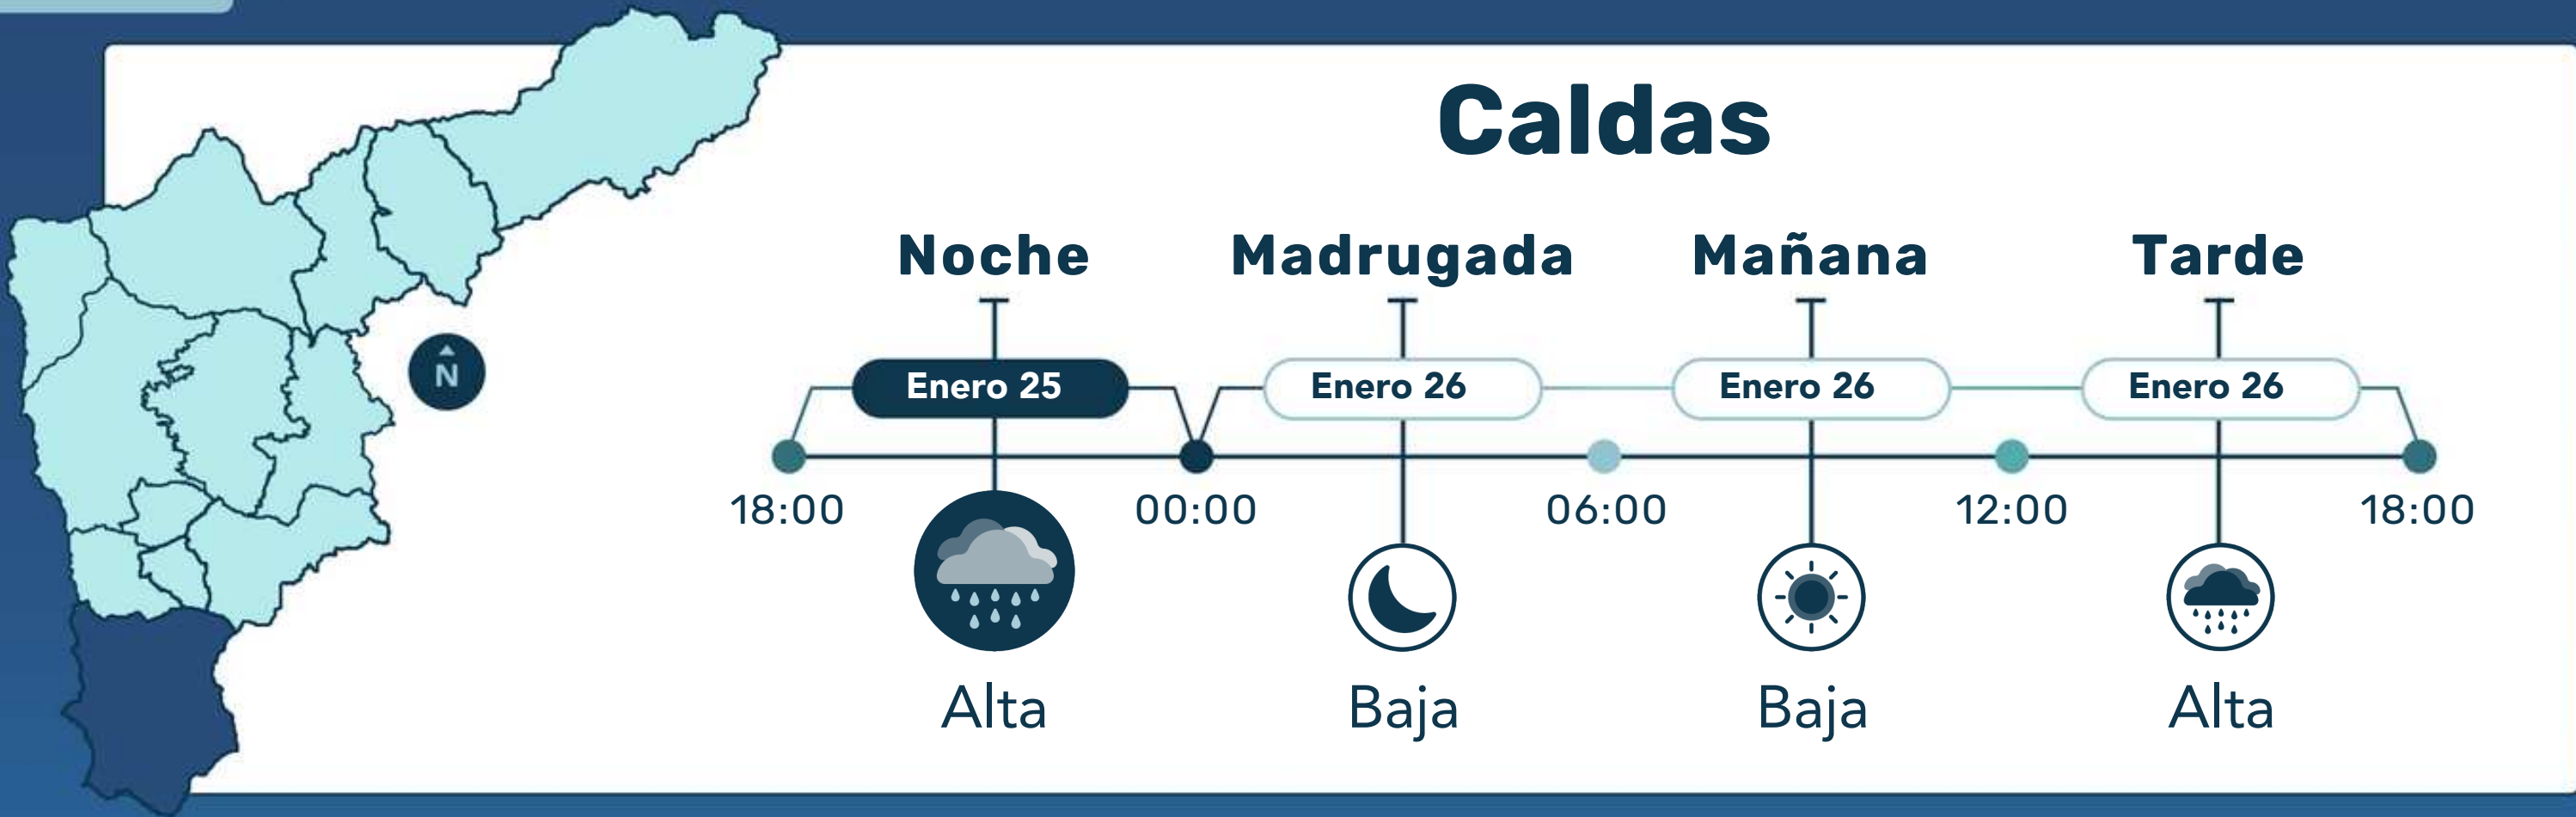 Caldas
Noche Madrugada Mañana Tarde
Enero 25 Enero 26 Enero 26 Enero 26
N
18:00 00:00 06:00 12:00 18:00
Alta Baja Baja Alta